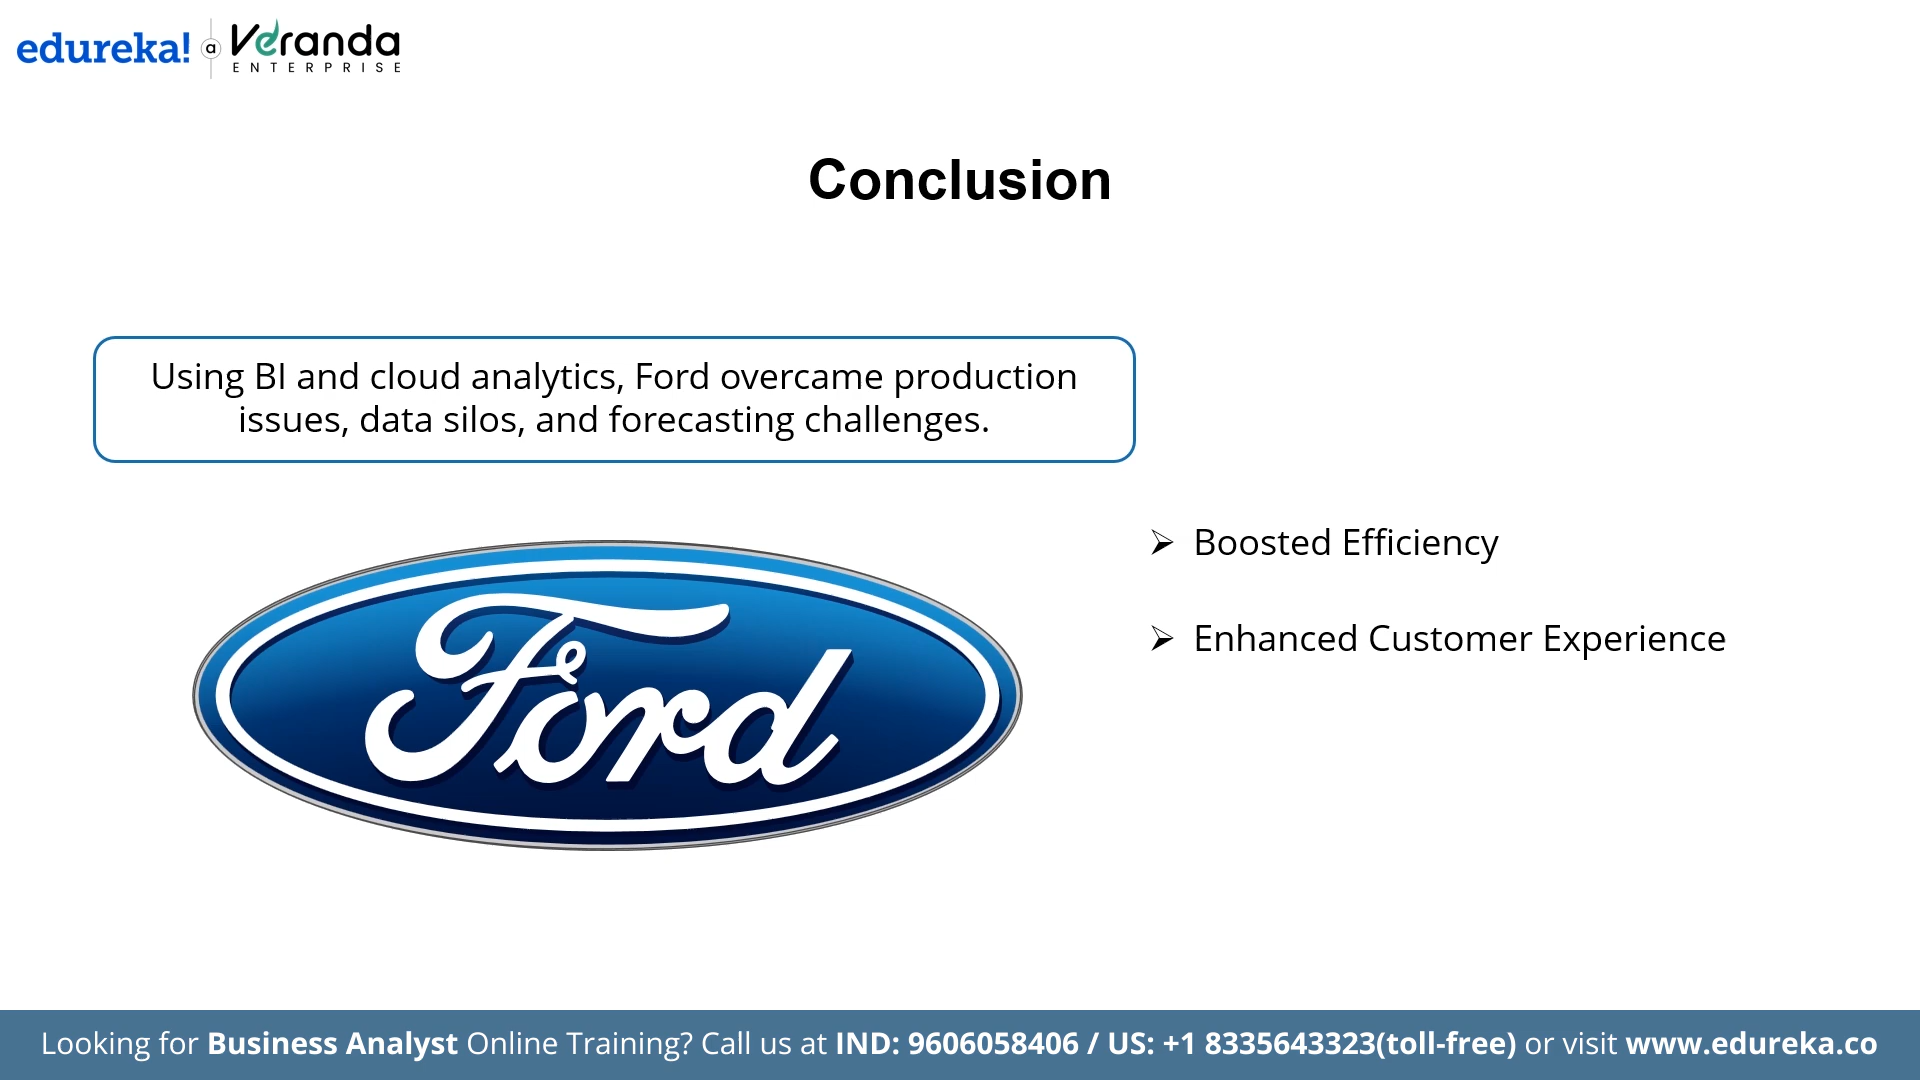 edureka! a Veranda
ENTERPRISE
Conclusion
Using BI and cloud analytics, Ford overcame production
issues, data silos, and forecasting challenges.
Ford
➢ Boosted Efficiency
➢ Enhanced Customer Experience
Looking for Business Analyst Online Training? Call us at IND: 9606058406 / US: +1 8335643323(toll-free) or visit www.edureka.co